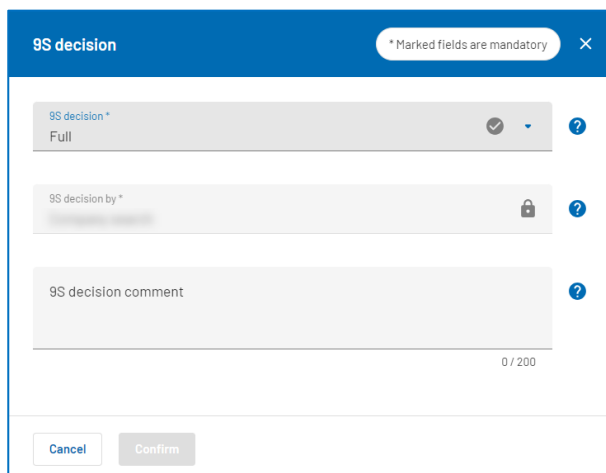 9S decision
* Marked fields are mandatory
9S decision *
Full
9S decision by *
9S decision comment
0 / 200
Cancel
Confirm